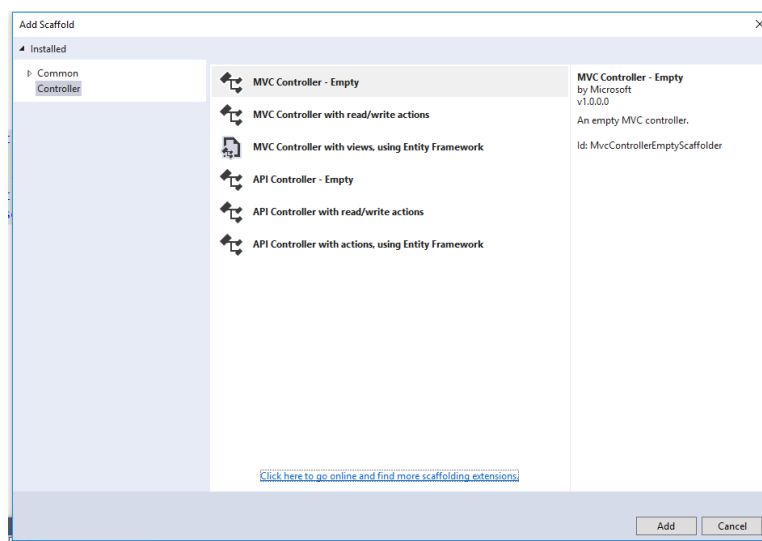 Add Scaffold
Installed
Common
Controller
MVC Controller - Empty
MVC Controller with read/write actions
MVC Controller with views, using Entity Framework
API Controller - Empty
API Controller with read/write actions
API Controller with actions, using Entity Framework
Click here to go online and find more scaffolding extensions.
MVC Controller - Empty
by Microsoft
v1.0.0.0
An empty MVC controller.
Id: MvcControllerEmptyScaffolder
Add
Cancel